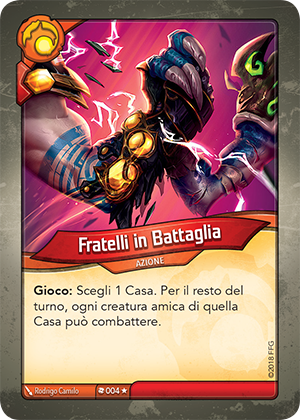 Fratelli in Battaglia
AZIONE
Gioco: Scegli 1 Casa. Per il resto del
turno, ogni creatura amica di quella
Casa può combattere.
©2018 FFG
Rodrigo Camilo
004